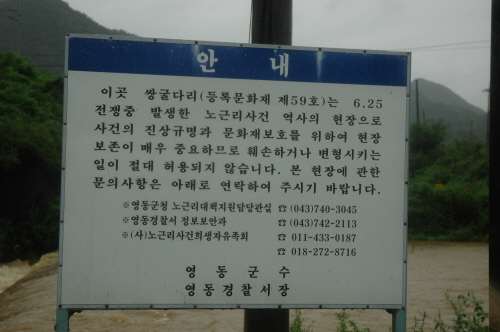 안 내
이곳 쌍굴다리(등록문화재 제59호)는 6.25
전쟁중 발생한 노근리사건 역사의 현장으로
사건의 진상규명과 문화재보호를 위하여 현장
보존이 매우 중요하므로 훼손하거나 변형시키는
일이 절대 허용되지 않습니다. 본 현장에 관한
문의사항은 아래로 연락하여 주시기 바랍니다.
※영동군청 노근리대책지원담당관실 ☎ (043)740-3045
※영동경찰서 정보보안과 ☎ (043)742-2113
※(사)노근리사건희생자유족회 ☎ 011-433-0187
☎ 018-272-8716
영 동 군 수
영동경찰서장